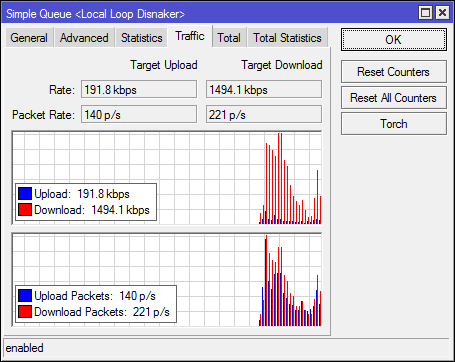 Simple Queue <Local Loop Disnaker>
General Advanced Statistics Traffic Total Total Statistics
Target Upload Target Download
Rate: 191.8 kbps 1494.1 kbps
Packet Rate: 140 p/s 221 p/s
Upload: 191.8 kbps
Download: 1494.1 kbps
Upload Packets: 140 p/s
Download Packets: 221 p/s
OK
Reset Counters
Reset All Counters
Torch
enabled